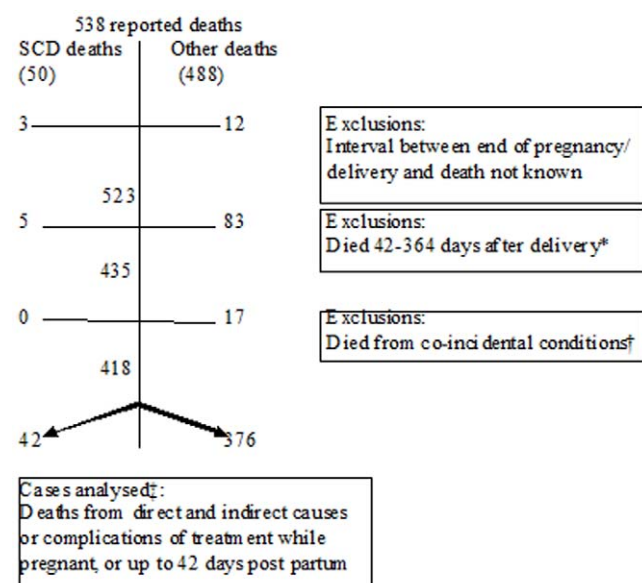 538 reported deaths
SCD deaths Other deaths
(50) (488)
3 12
Exclusions:
Interval between end of pregnancy/
delivery and death not known
523
5 83
Exclusions:
Died 42-364 days after delivery*
435
0 17
Exclusions:
Died from co-incidental conditions†
418
42 376
Cases analysed‡:
Deaths from direct and indirect causes
or complications of treatment while
pregnant, or up to 42 days post partum